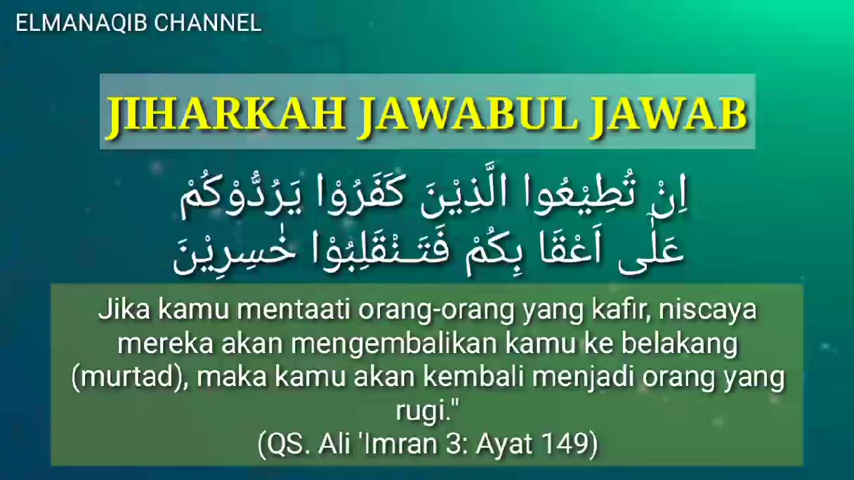 ELMANAQIB CHANNEL
JIHARKAH JAWABUL JAWAB
اِنْ تُطِيْعُوا الَّذِيْنَ كَفَرُوْا يَرُدُّوْكُمْ
عَلٰۤى اَعْقَا بِكُمْ فَتَـنْقَلِبُوْا خٰسِرِيْنَ
Jika kamu mentaati orang-orang yang kafir, niscaya
mereka akan mengembalikan kamu ke belakang
(murtad), maka kamu akan kembali menjadi orang yang
rugi."
(QS. Ali 'Imran 3: Ayat 149)